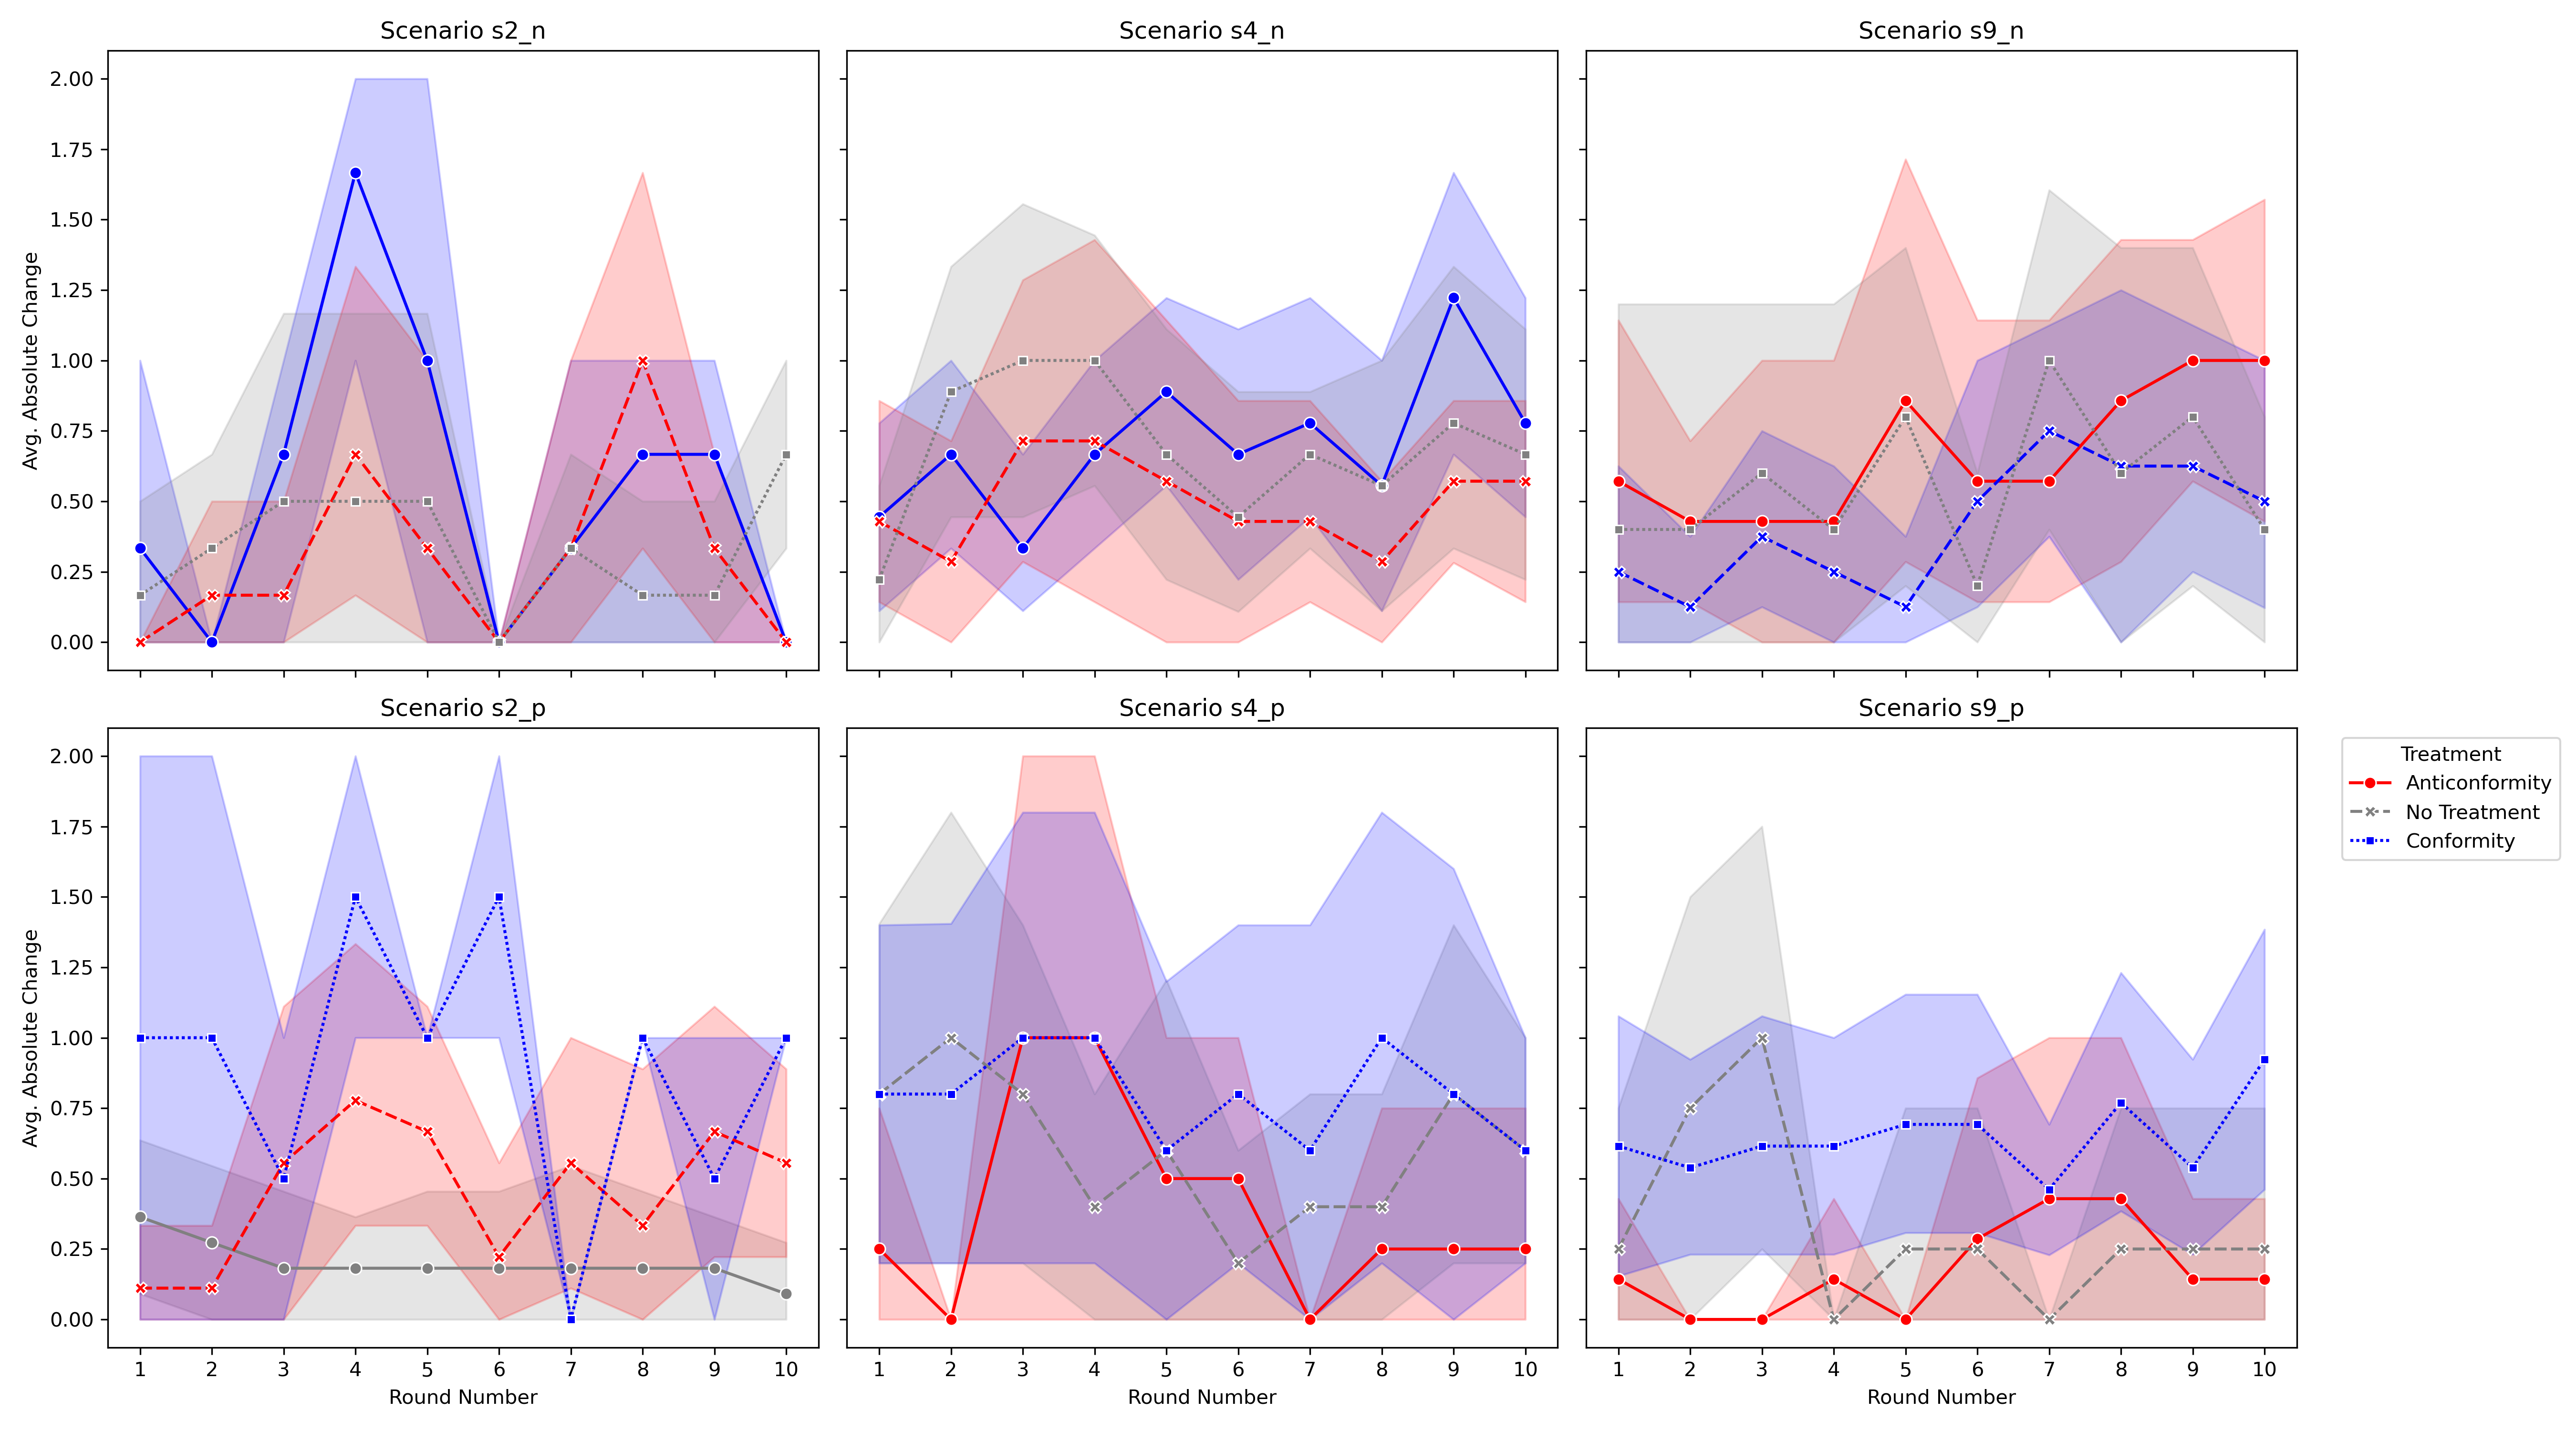 Scenario s2_n
Scenario s4_n
Scenario s9_n
2.00
1.75
1.50
1.25
1.00
0.75
0.50
0.25
0.00
Avg. Absolute Change
Scenario s2_p
Scenario s4_p
Scenario s9_p
2.00
1.75
1.50
1.25
1.00
0.75
0.50
0.25
0.00
Avg. Absolute Change
1 2 3 4 5 6 7 8 9 10
1 2 3 4 5 6 7 8 9 10
1 2 3 4 5 6 7 8 9 10
Round Number
Round Number
Round Number
Treatment
Anticonformity
No Treatment
Conformity